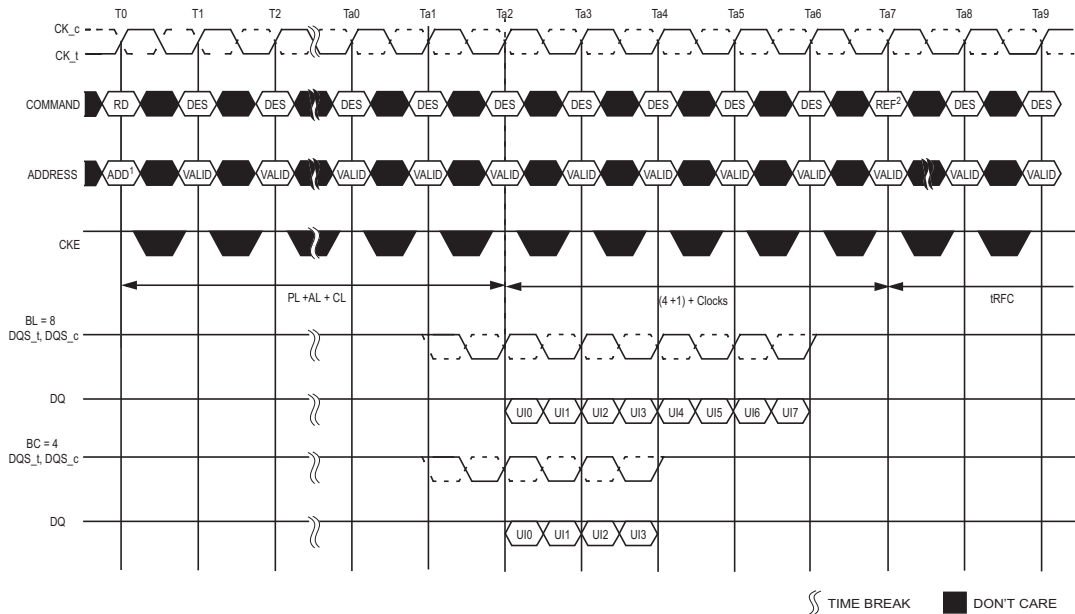 T0 T1 T2 Ta0 Ta1 Ta2 Ta3 Ta4 Ta5 Ta6 Ta7 Ta8 Ta9
CK_c
CK_t
COMMAND RD DES DES DES DES DES DES DES DES DES REF2 DES DES
ADDRESS ADD1 VALID VALID VALID VALID VALID VALID VALID VALID VALID VALID VALID VALID
CKE
PL +AL + CL (4 +1) + Clocks tRFC
BL = 8
DQS_t, DQS_c
DQ UI0 UI1 UI2 UI3 UI4 UI5 UI6 UI7
BC = 4
DQS_t, DQS_c
DQ UI0 UI1 UI2 UI3
TIME BREAK DON'T CARE